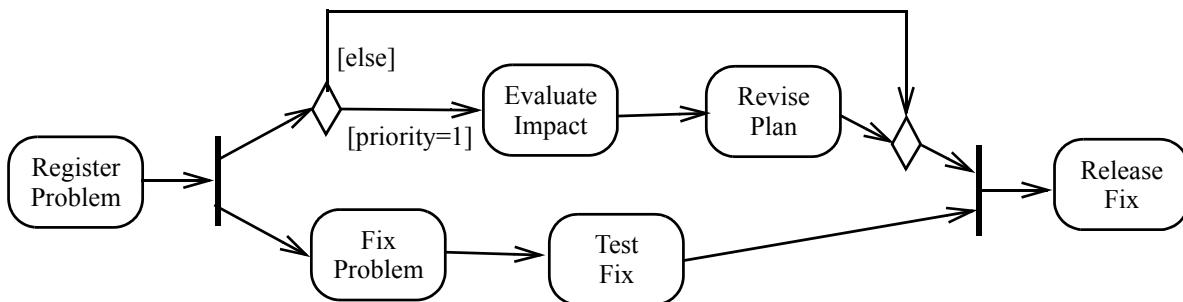 [else]
[priority=1]
Evaluate
Impact
Revise
Plan
Register
Problem
Release
Fix
Fix
Problem
Test
Fix